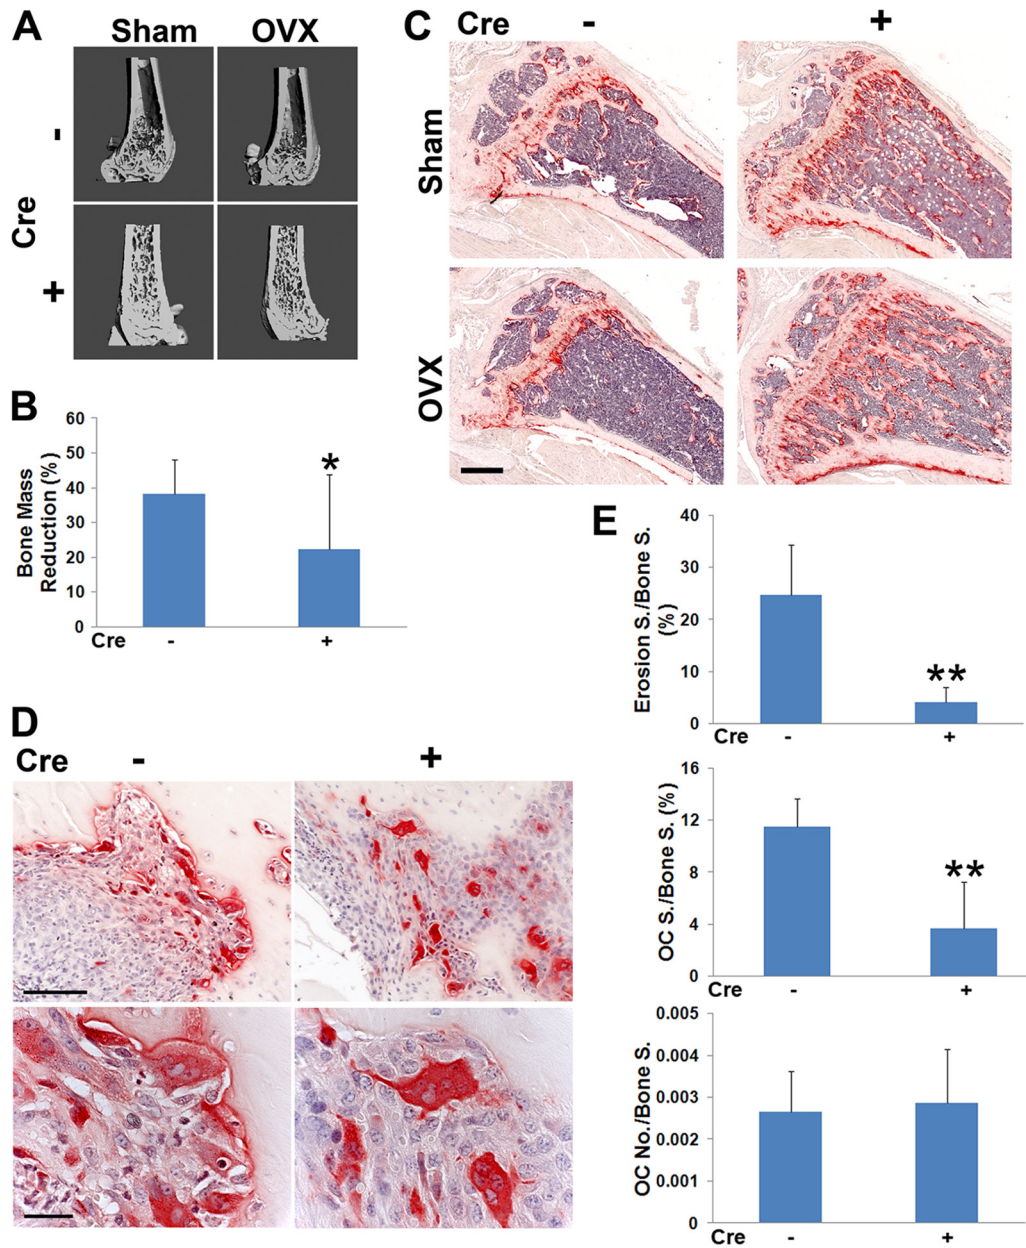 A
Sham OVX
-
Cre
+
B
60
50
40
30
20
10
0
Bone Mass
Reduction (%)
*
Cre - +
C
Cre - +
Sham
OVX
D
Cre - +
E
40
30
20
10
0
Erosion S./Bone S.
(%)
**
Cre - +
16
12
8
4
0
OC S./Bone S. (%)
**
Cre - +
0.005
0.004
0.003
0.002
0.001
0
OC No./Bone S.
Cre - +